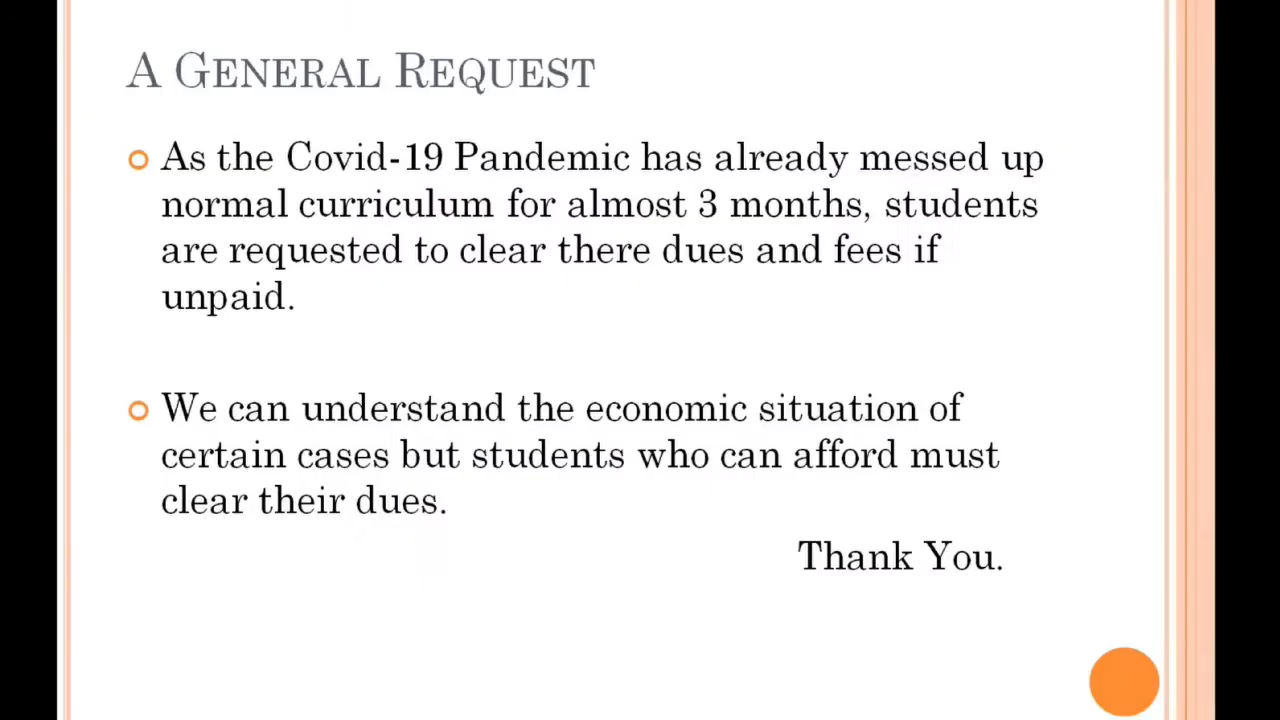 A General Request
As the Covid-19 Pandemic has already messed up
normal curriculum for almost 3 months, students
are requested to clear there dues and fees if
unpaid.
We can understand the economic situation of
certain cases but students who can afford must
clear their dues.
Thank You.